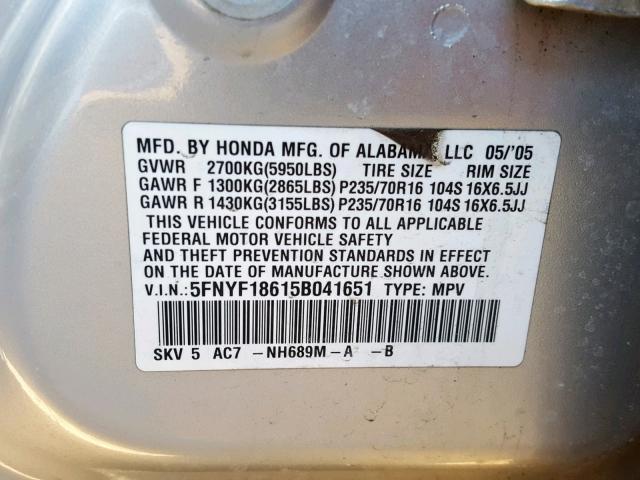 MFD. BY HONDA MFG. OF ALABAMA, LLC 05/'05
GVWR 2700KG(5950LBS) TIRE SIZE RIM SIZE
GAWR F 1300KG(2865LBS) P235/70R16 104S 16X6.5JJ
GAWR R 1430KG(3155LBS) P235/70R16 104S 16X6.5JJ
THIS VEHICLE CONFORMS TO ALL APPLICABLE
FEDERAL MOTOR VEHICLE SAFETY
AND THEFT PREVENTION STANDARDS IN EFFECT
ON THE DATE OF MANUFACTURE SHOWN ABOVE.
V.I.N.:5FNYF18615B041651 TYPE: MPV
SKV 5 AC7 -NH689M-A -B